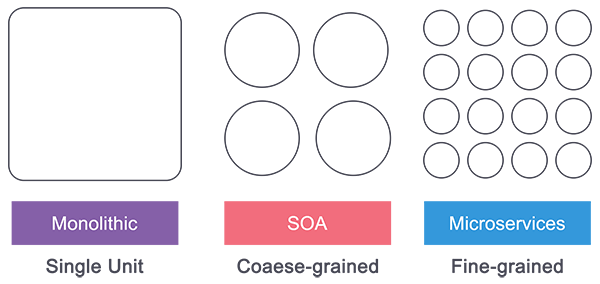 Monolithic
SOA
Microservices
Single Unit
Coaese-grained
Fine-grained